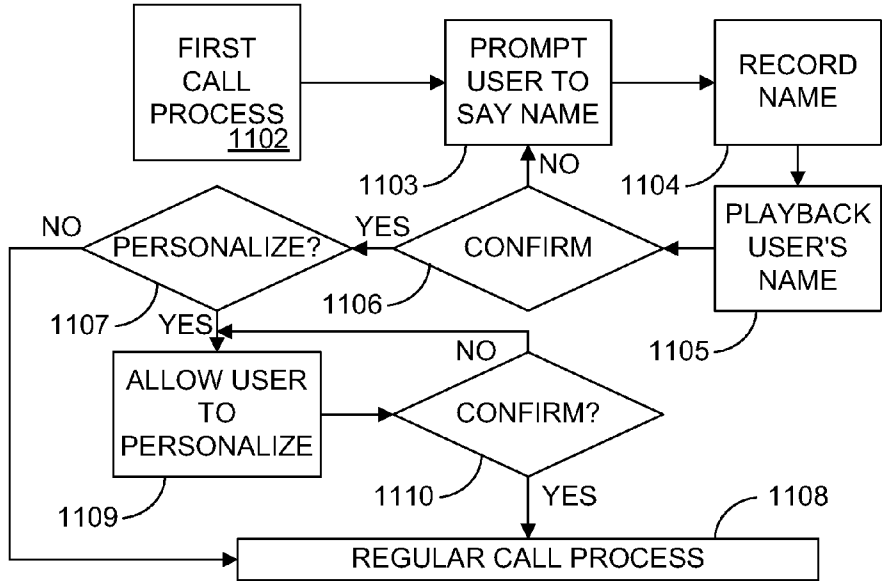 FIRST
CALL
PROCESS
1102
PROMPT
USER TO
SAY NAME
1103
RECORD
NAME
1104
PLAYBACK
USER'S
NAME
1105
NO
CONFIRM
1106
YES
PERSONALIZE?
1107
NO
YES
ALLOW USER
TO
PERSONALIZE
1109
NO
CONFIRM?
1110
YES
1108
REGULAR CALL PROCESS